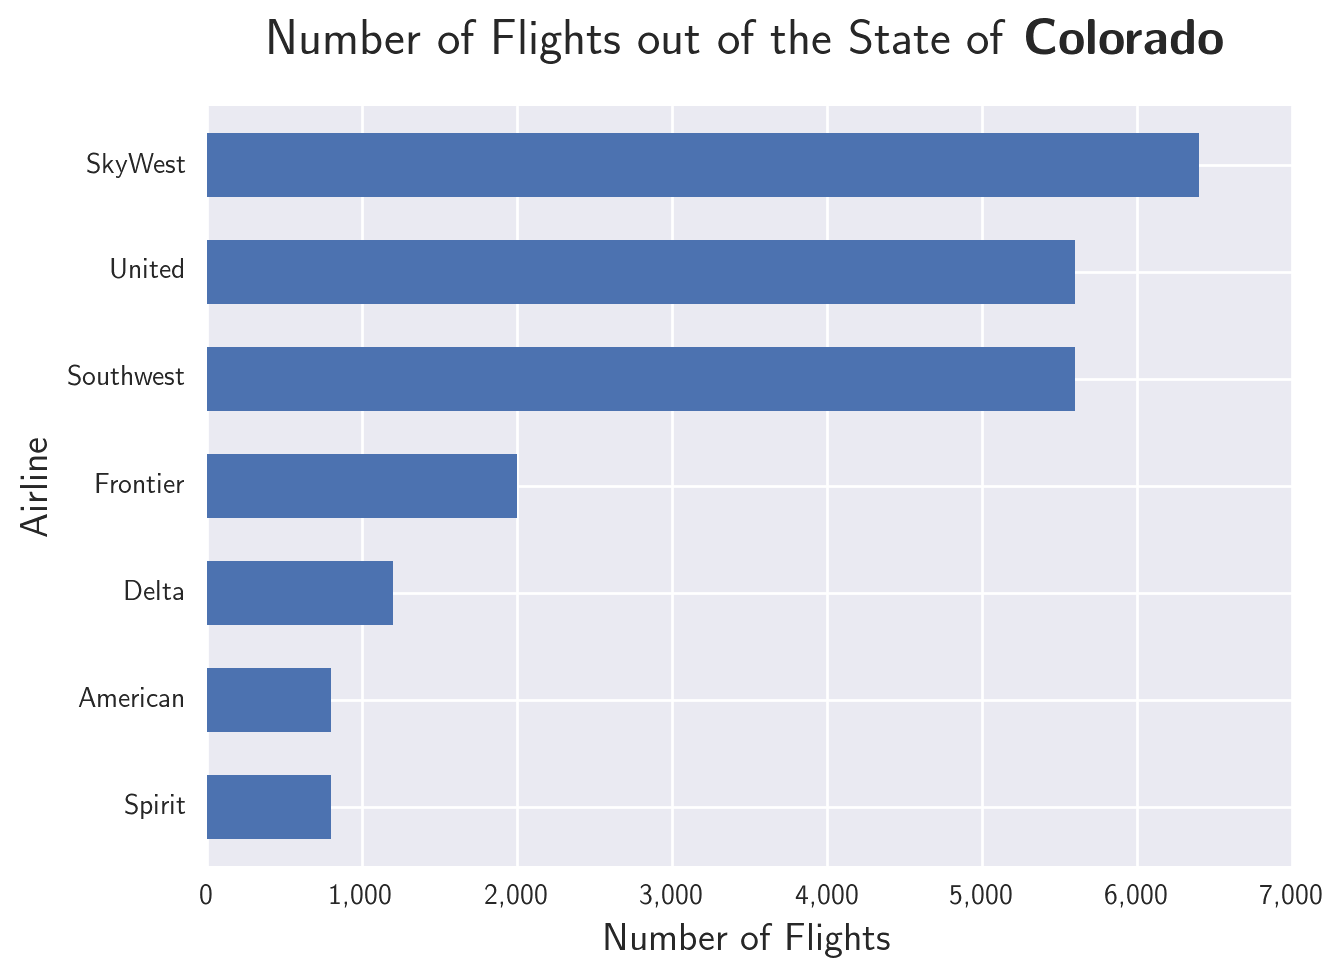 Number of Flights out of the State of Colorado
SkyWest
United
Southwest
Frontier
Delta
American
Spirit
Airline
0 1,000 2,000 3,000 4,000 5,000 6,000 7,000
Number of Flights